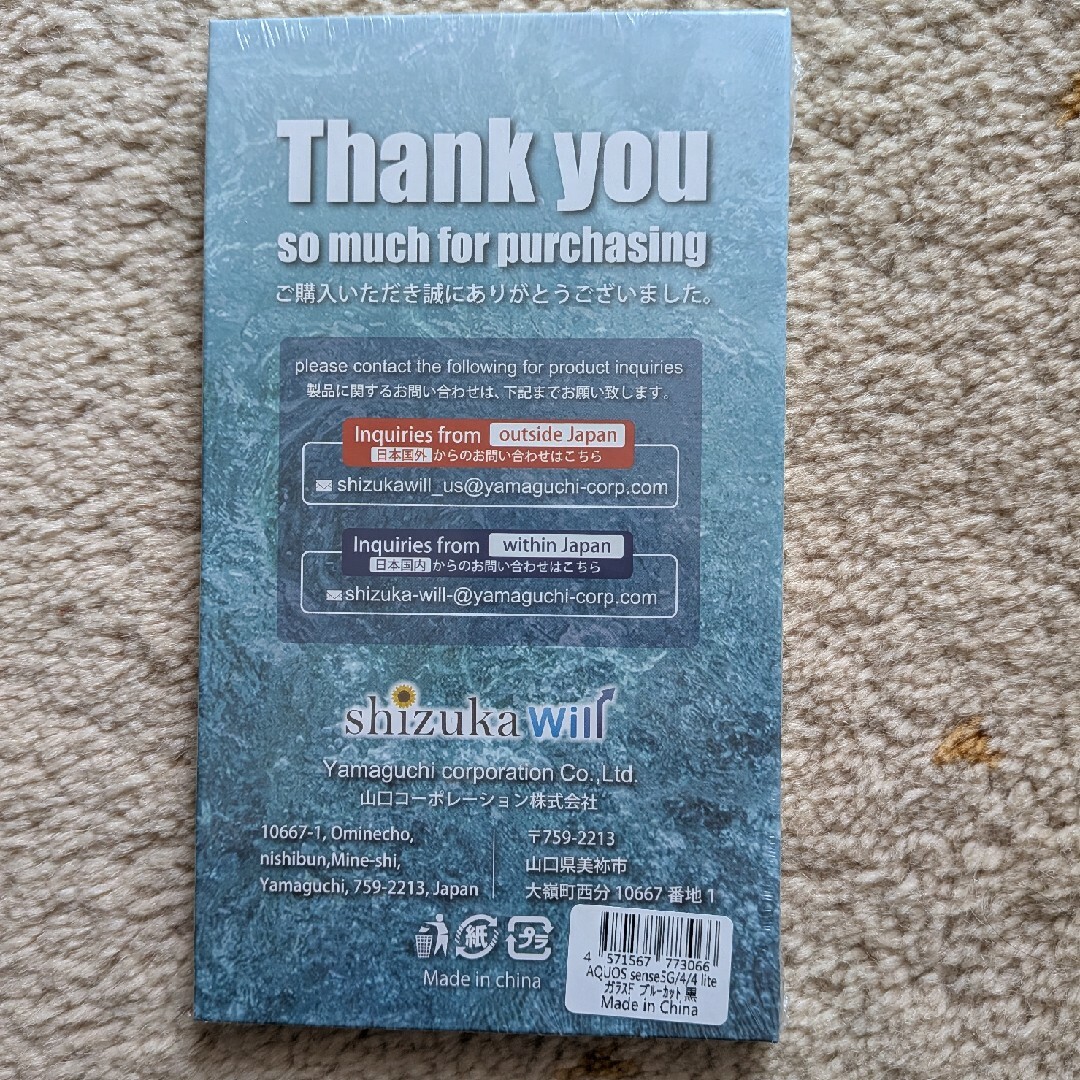 Thank you
so much for purchasing
ご購入いただき誠にありがとうございました。
please contact the following for product inquiries
製品に関するお問い合わせは、下記までお願い致します。
Inquiries from outside Japan
日本国外からのお問い合わせはこちら
shizukawill_us@yamaguchi-corp.com
Inquiries from within Japan
日本国内からのお問い合わせはこちら
shizuka-will-@yamaguchi-corp.com
shizuka will
Yamaguchi corporation Co.,Ltd.
山口コーポレーション株式会社
10667-1, Ominecho,
nishibun,Mine-shi,
Yamaguchi, 759-2213, Japan
〒759-2213
山口県美祢市
大嶺町西分 10667 番地 1
紙
プラ
Made in china
4 571567 773066
AQUOS sense5G/4/4 lite
ガラスF ブルーカット 黒
Made in China